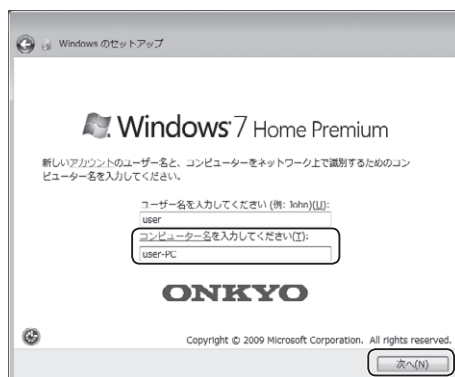 Windows のセットアップ
Windows 7 Home Premium
新しいアカウントのユーザー名と、コンピューターをネットワーク上で識別するためのコン
ピューター名を入力してください。
ユーザー名を入力してください (例: John)(U):
user
コンピューター名を入力してください(T):
user-PC
ONKYO
Copyright © 2009 Microsoft Corporation. All rights reserved.
次へ(N)